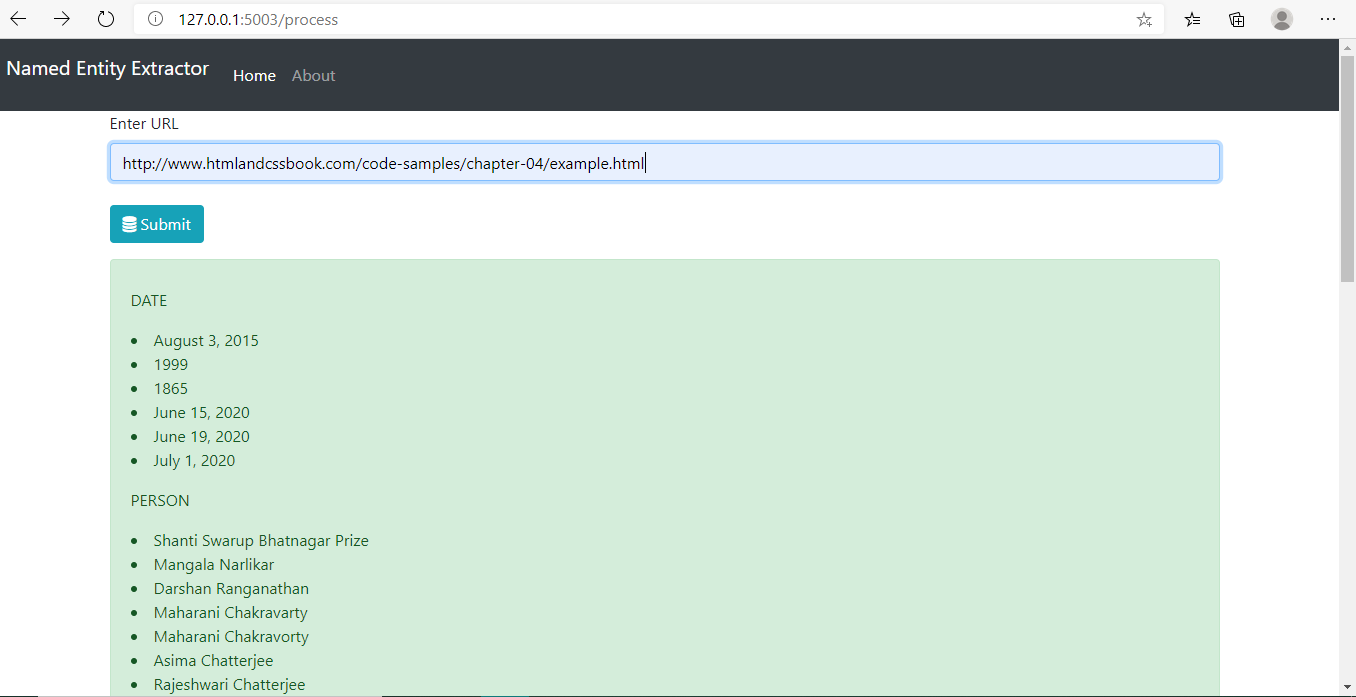 127.0.0.1:5003/process
Named Entity Extractor Home About
Enter URL
http://www.htmlandcssbook.com/code-samples/chapter-04/example.html
Submit
DATE
August 3, 2015
1999
1865
June 15, 2020
June 19, 2020
July 1, 2020
PERSON
Shanti Swarup Bhatnagar Prize
Mangala Narlikar
Darshan Ranganathan
Maharani Chakravarty
Maharani Chakravorty
Asima Chatterjee
Rajeshwari Chatterjee